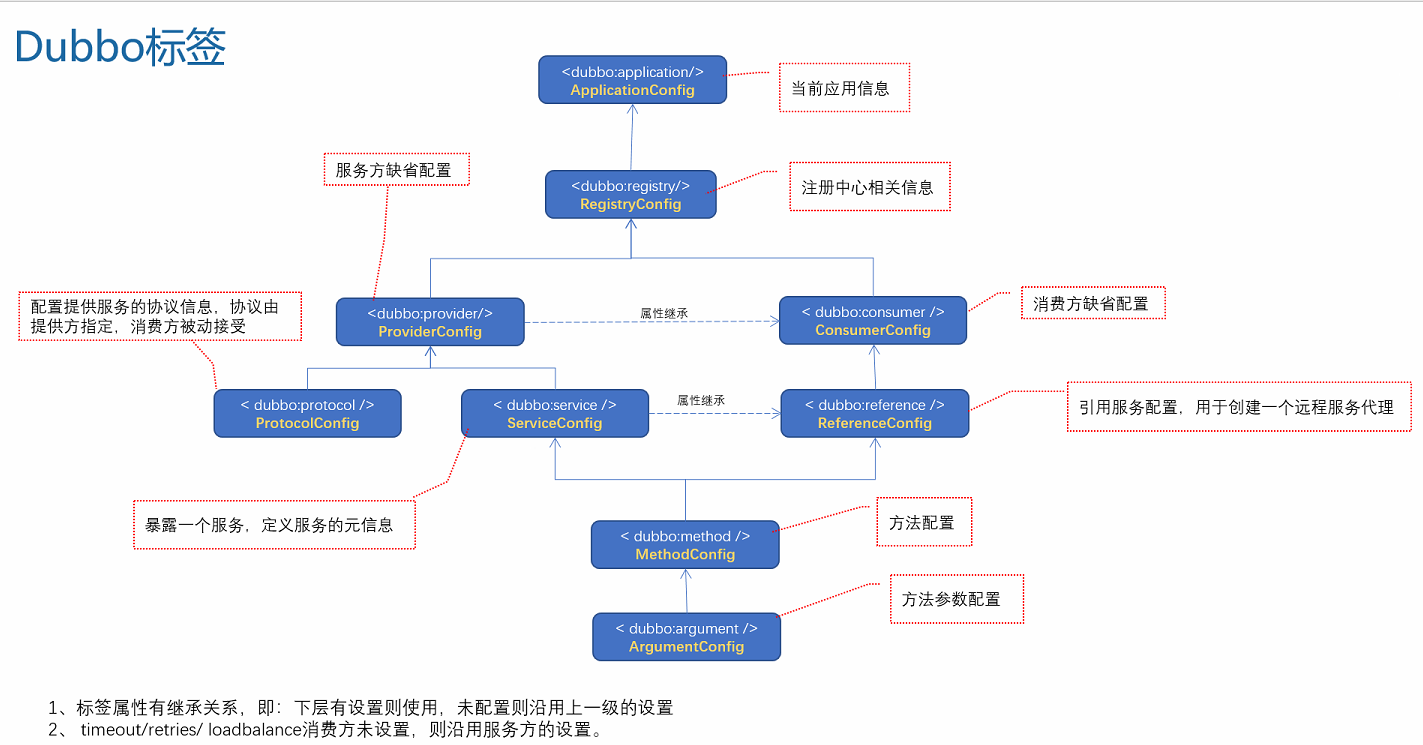 Dubbo标签
<dubbo:application/>
ApplicationConfig
当前应用信息
服务方缺省配置
<dubbo:registry/>
RegistryConfig
注册中心相关信息
配置提供服务的协议信息，协议由
提供方指定，消费方被动接受
<dubbo:provider/>
ProviderConfig
属性继承
< dubbo:consumer />
ConsumerConfig
消费方缺省配置
< dubbo:protocol />
ProtocolConfig
< dubbo:service />
ServiceConfig
属性继承
< dubbo:reference />
ReferenceConfig
引用服务配置，用于创建一个远程服务代理
暴露一个服务，定义服务的元信息
< dubbo:method />
MethodConfig
方法配置
< dubbo:argument />
ArgumentConfig
方法参数配置
1、标签属性有继承关系，即：下层有设置则使用，未配置则沿用上一级的设置
2、 timeout/retries/ loadbalance消费方未设置，则沿用服务方的设置。